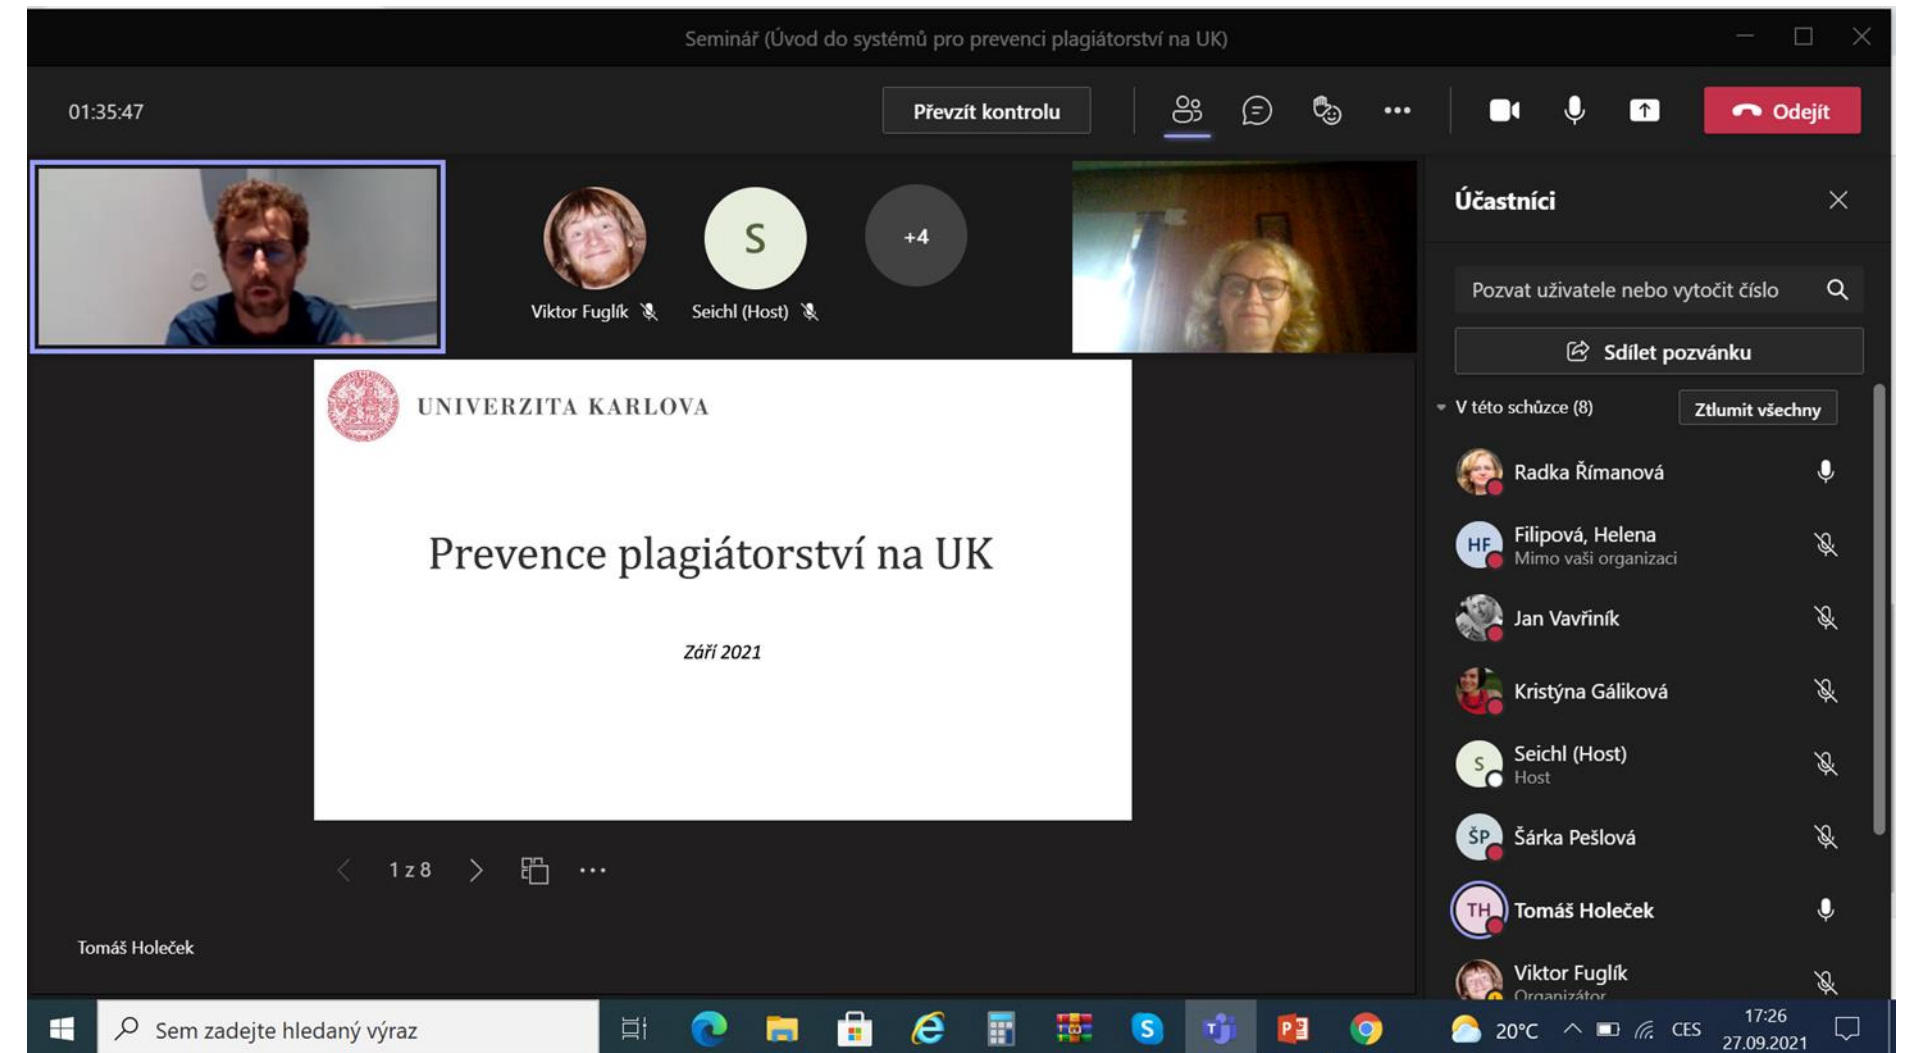 Seminář (Úvod do systémů pro prevenci plagiátorství na UK)
01:35:47
Převzít kontrolu
Odejít
Viktor Fuglík
S
Seichl (Host)
+4
UNIVERZITA KARLOVA
Prevence plagiátorství na UK
Září 2021
1 z 8
Tomáš Holeček
Účastníci
Pozvat uživatele nebo vytočit číslo
Sdílet pozvánku
V této schůzce (8)
Ztlumit všechny
Radka Římanová
HF
Filipová, Helena
Mimo vaši organizaci
Jan Vavřiník
Kristýna Gáliková
S
Seichl (Host)
Host
ŠP
Šárka Pešlová
TH
Tomáš Holeček
Viktor Fuglík
Organizátor
Sem zadejte hledaný výraz
20°C
CES
17:26
27.09.2021